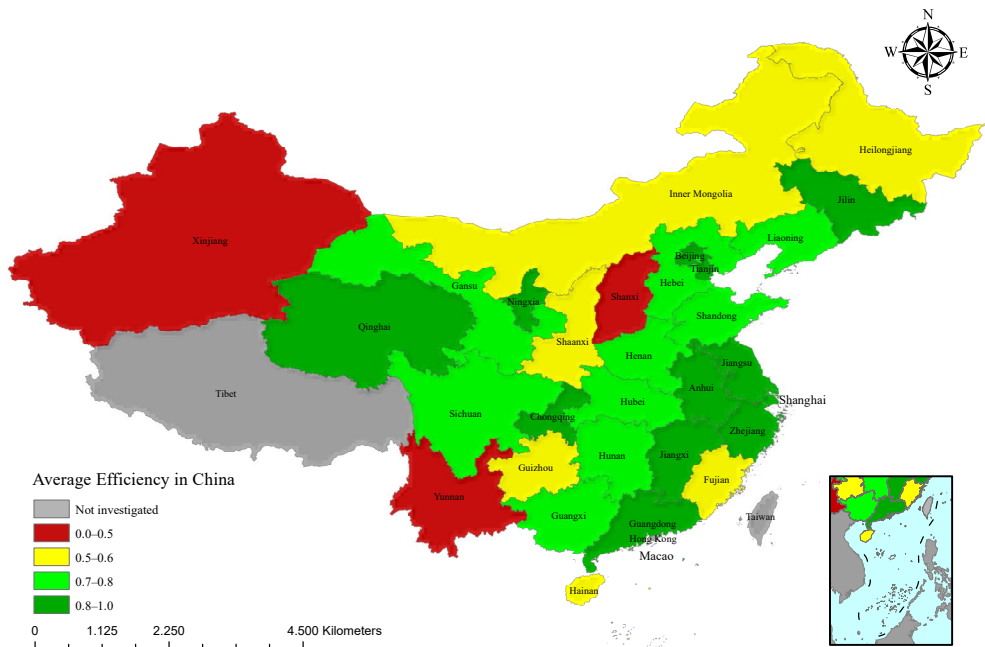 N
W
E
S
Heilongjiang
Inner Mongolia
Jilin
Xinjiang
Liaoning
Beijing
Tianjin
Gansu
Hebei
Ningxia
Shanxi
Shandong
Qinghai
Shaanxi
Henan
Jiangsu
Anhui
Tibet
Shanghai
Hubei
Sichuan
Chongqing
Zhejiang
Jiangxi
Hunan
Guizhou
Fujian
Yunnan
Guangxi
Taiwan
Guangdong
Hong Kong
Macao
Hainan
Average Efficiency in China
Not investigated
0.0–0.5
0.5–0.6
0.7–0.8
0.8–1.0
0 1.125 2.250 4.500 Kilometers